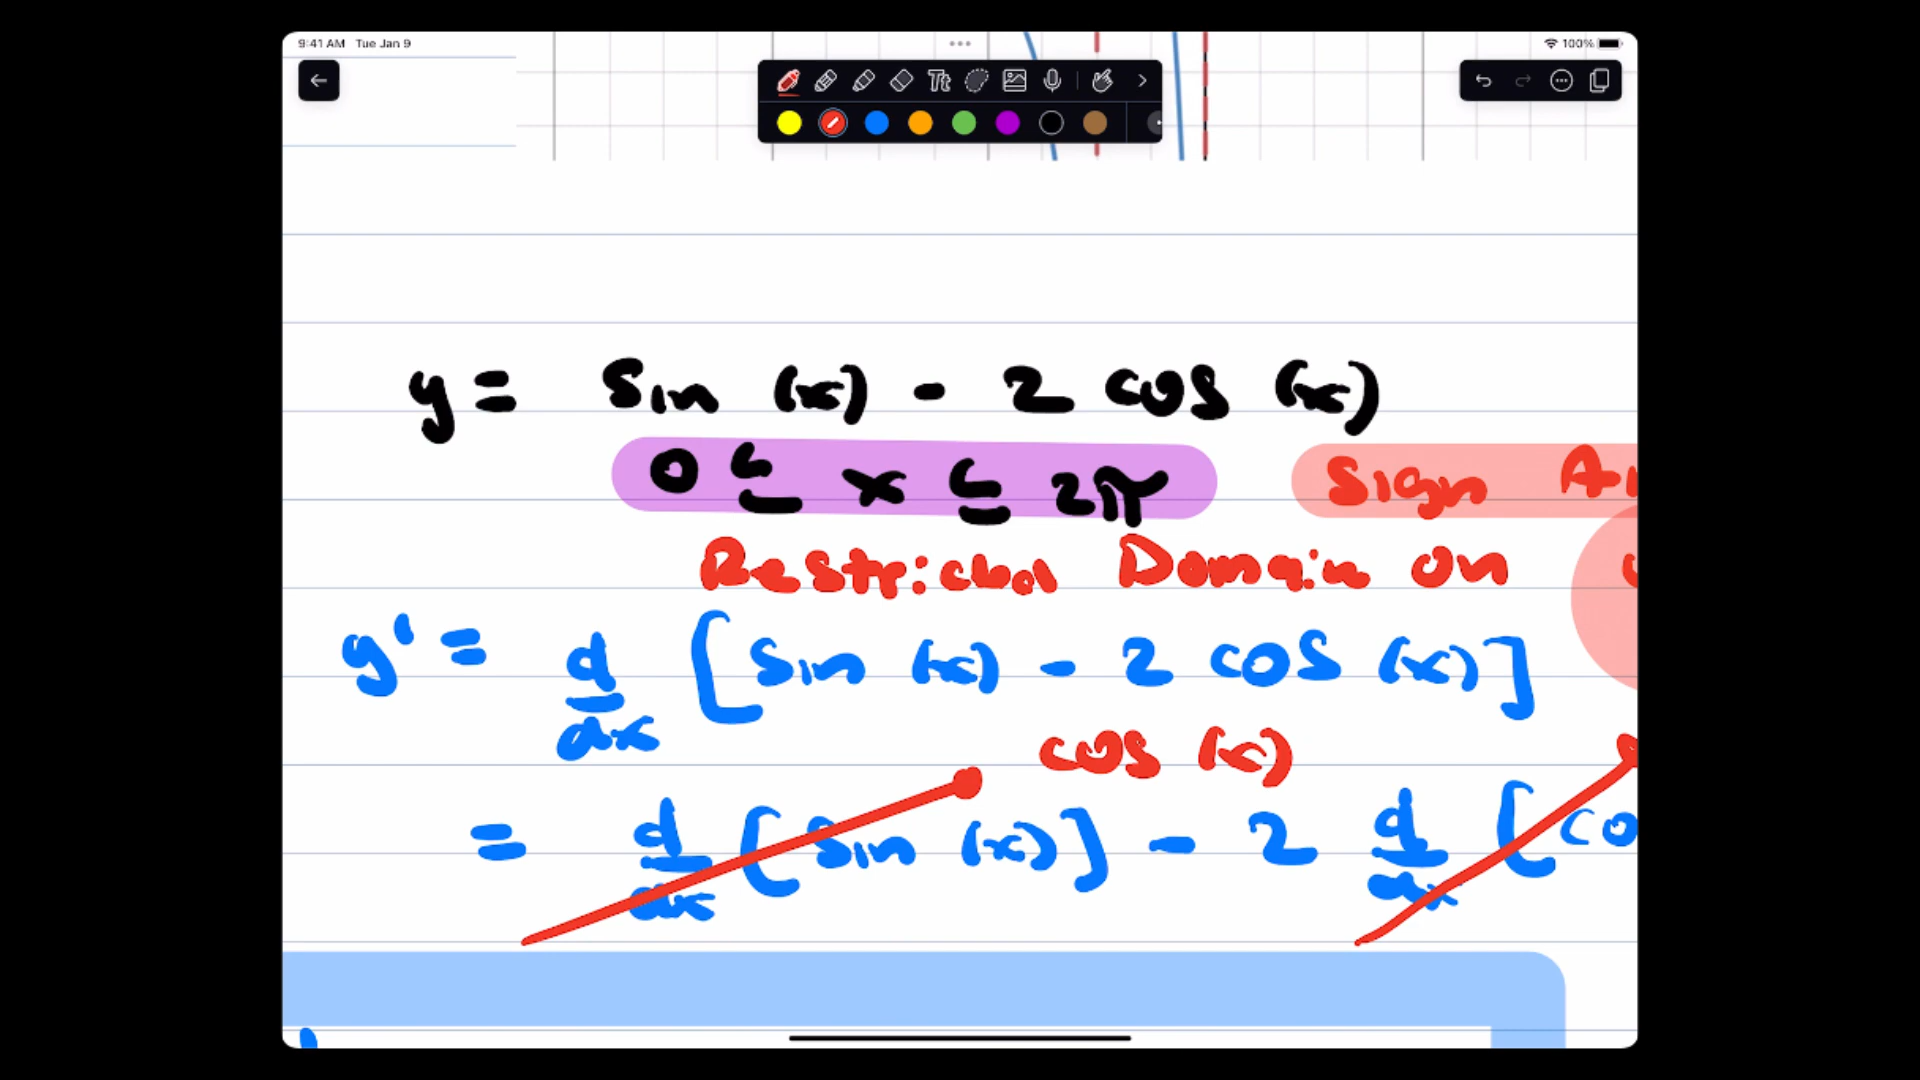 9:41 AM Tue Jan 9
100%
Tt
y = sin (x) - 2 cos (x)
0 ≤ x ≤ 2π
Sign
Restricted Domain on
y' = d/dx [sin (x) - 2 cos (x)]
cos (x)
= d/dx [sin (x)] - 2 d/dx [co